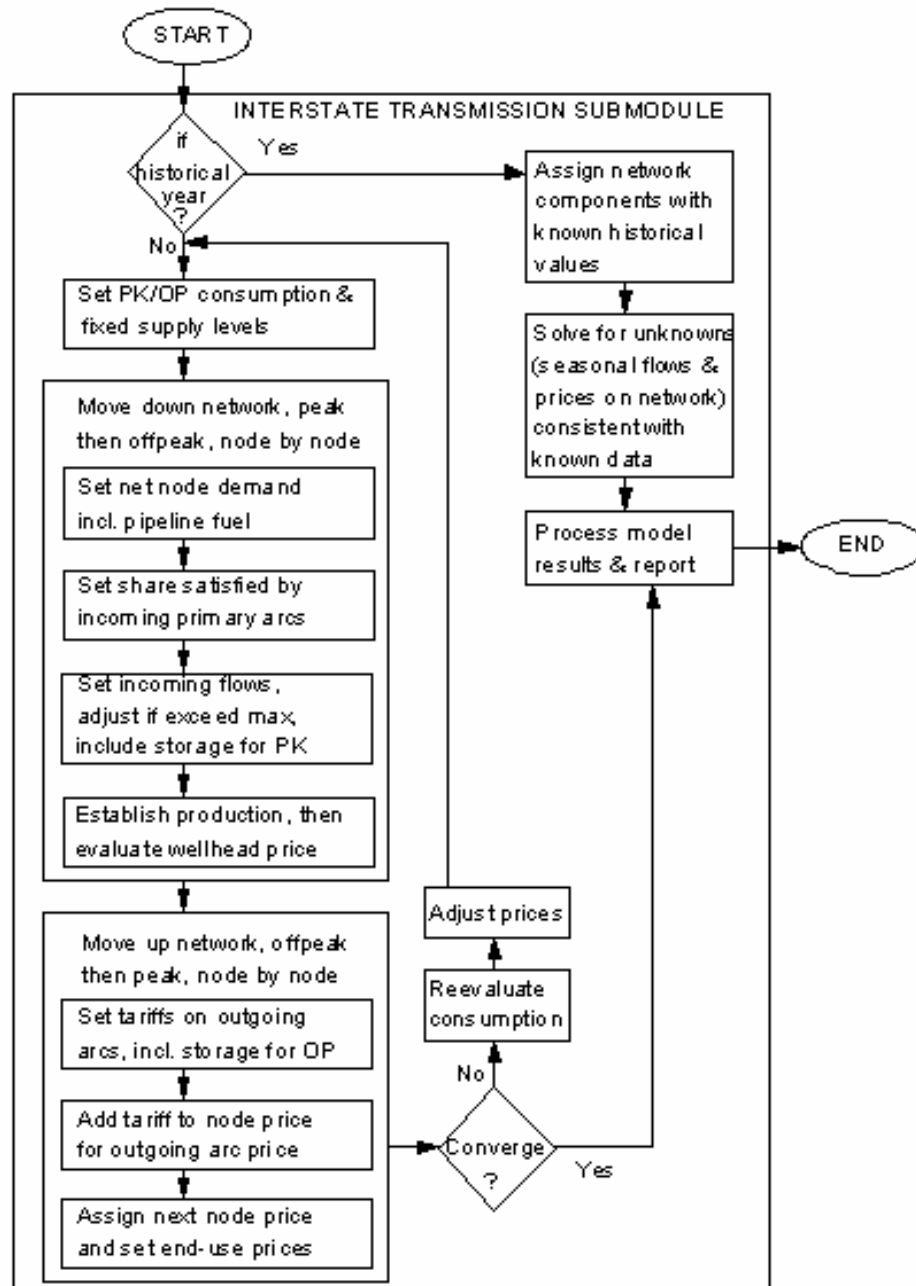 START
INTERSTATE TRANSMISSION SUBMODULE
if
historical
year
?
Yes
No
Assign network
components with
known historical
values
Solve for unknowns
(seasonal flows &
prices on network)
consistent with
known data
Process model
results & report
END
Set PK/OP consumption &
fixed supply levels
Move down network, peak
then offpeak, node by node
Set net node demand
incl. pipeline fuel
Set share satisfied by
incoming primary arcs
Set incoming flows,
adjust if exceed max,
include storage for PK
Establish production, then
evaluate wellhead price
Move up network, offpeak
then peak, node by node
Set tariffs on outgoing
arcs, incl. storage for OP
Add tariff to node price
for outgoing arc price
Assign next node price
and set end-use prices
Converge
?
Yes
No
Reevaluate
consumption
Adjust prices